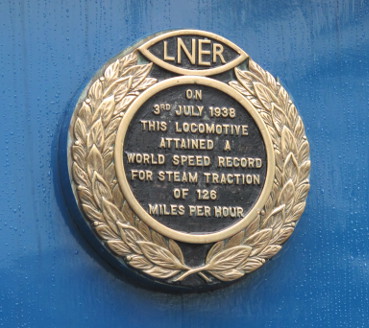 LNER
ON
3RD JULY 1938
THIS LOCOMOTIVE
ATTAINED A
WORLD SPEED RECORD
FOR STEAM TRACTION
OF 126
MILES PER HOUR